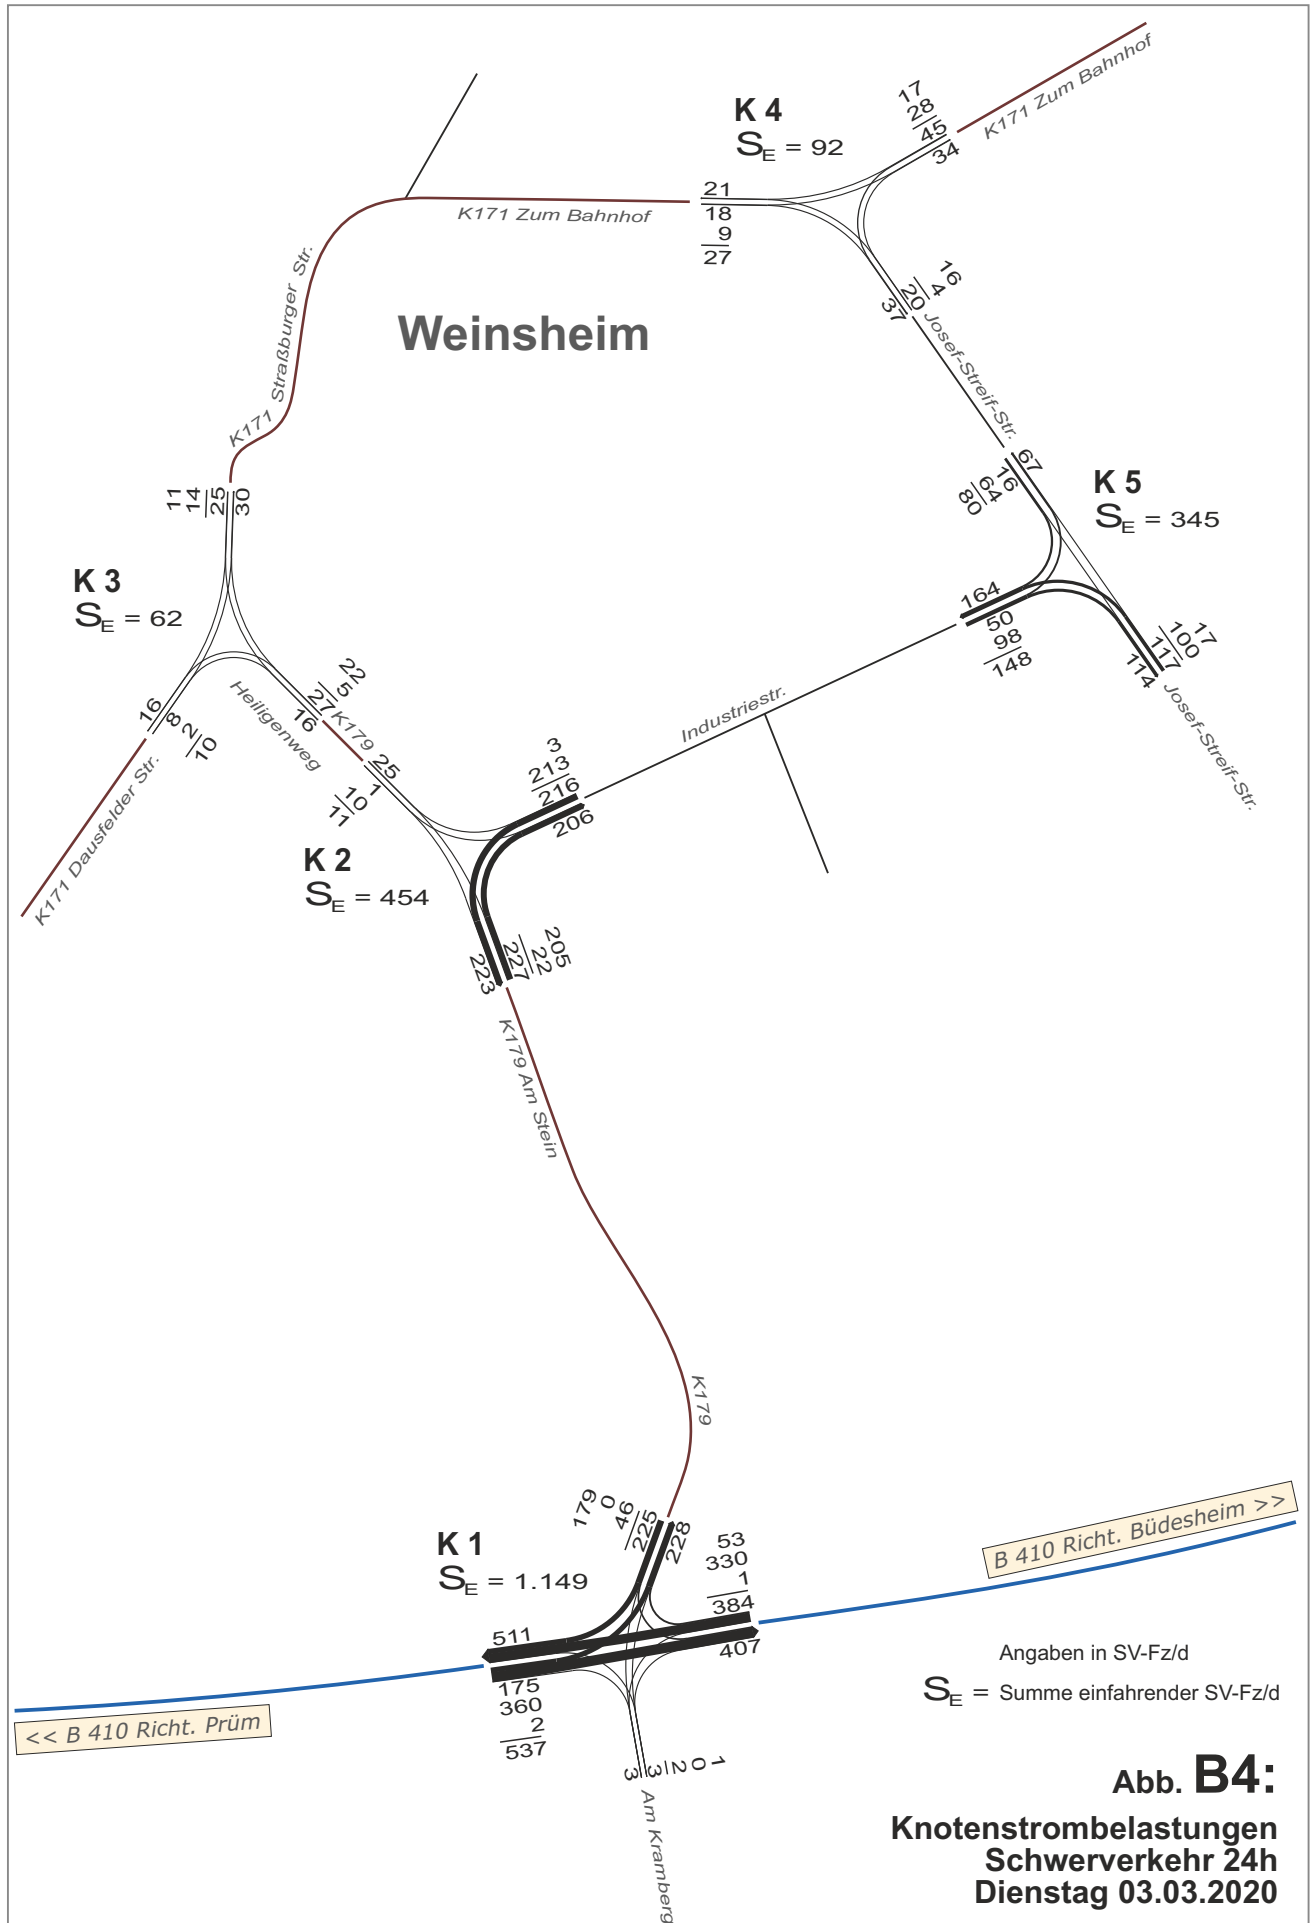 K 4
S_E = 92
17
28
45
34
K171 Zum Bahnhof
21
18
9
27
K171 Zum Bahnhof
16
4
20
37
Josef-Streif-Str.
K171 Straßburger Str.
Weinsheim
K 5
S_E = 345
67
16
64
80
164
50
98
148
17
100
117
114
Josef-Streif-Str.
11
14
25
30
K 3
S_E = 62
16
8
2
10
K171 Dausfelder Str.
22
5
27
16
K179
Heiligenweg
25
1
10
11
K 2
S_E = 454
3
213
216
206
Industriestr.
205
22
227
223
K179 Am Stein
K179
K 1
S_E = 1.149
179
0
46
225
228
53
330
1
384
407
511
175
360
2
537
1
0
2
3
3
Am Kramberg
B 410 Richt. Büdesheim >>
<< B 410 Richt. Prüm
Angaben in SV-Fz/d
S_E = Summe einfahrender SV-Fz/d
Abb. B4:
Knotenstrombelastungen
Schwerverkehr 24h
Dienstag 03.03.2020